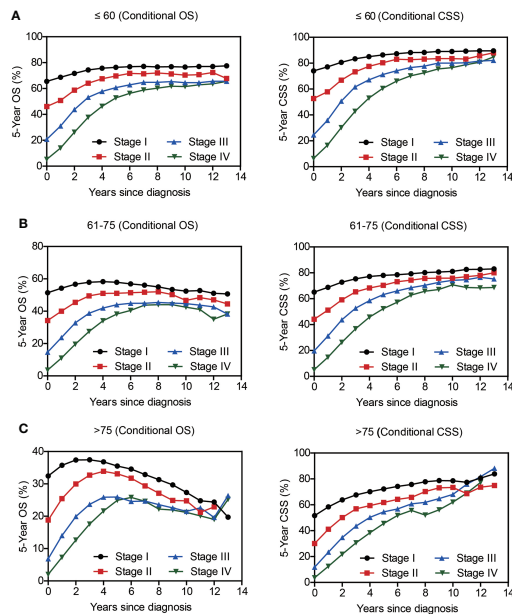 A
≤ 60 (Conditional OS)
5-Year OS (%)
100
80
60
40
20
0
Stage I
Stage II
Stage III
Stage IV
0 2 4 6 8 10 12 14
Years since diagnosis
≤ 60 (Conditional CSS)
5-Year CSS (%)
100
80
60
40
20
0
Stage I
Stage II
Stage III
Stage IV
0 2 4 6 8 10 12 14
Years since diagnosis
B
61-75 (Conditional OS)
5-Year OS (%)
80
60
40
20
0
Stage I
Stage II
Stage III
Stage IV
0 2 4 6 8 10 12 14
Years since diagnosis
61-75 (Conditional CSS)
5-Year CSS (%)
100
80
60
40
20
0
Stage I
Stage II
Stage III
Stage IV
0 2 4 6 8 10 12 14
Years since diagnosis
C
>75 (Conditional OS)
5-Year OS (%)
40
30
20
10
0
Stage I
Stage II
Stage III
Stage IV
0 2 4 6 8 10 12 14
Years since diagnosis
>75 (Conditional CSS)
5-Year CSS (%)
100
80
60
40
20
0
Stage I
Stage II
Stage III
Stage IV
0 2 4 6 8 10 12 14
Years since diagnosis